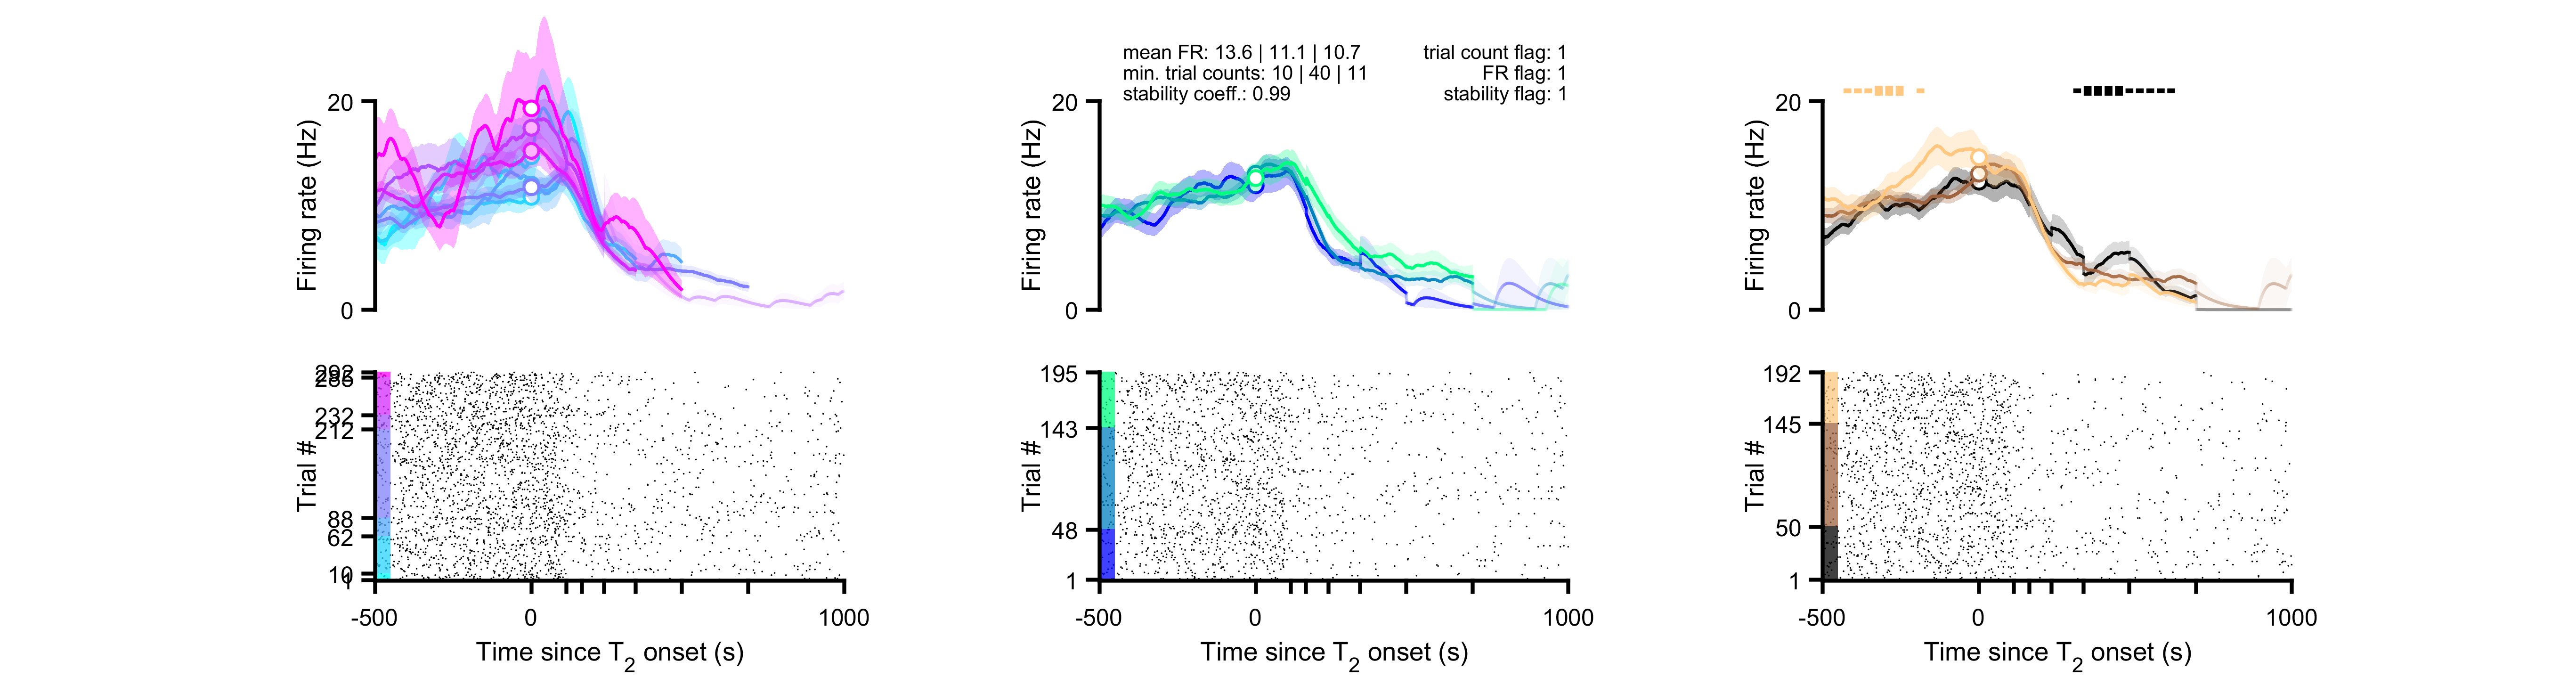 mean FR: 13.6 | 11.1 | 10.7
min. trial counts: 10 | 40 | 11
stability coeff.: 0.99
trial count flag: 1
FR flag: 1
stability flag: 1
20
0
Firing rate (Hz)
20
0
Firing rate (Hz)
20
0
Firing rate (Hz)
232
212
88
62
10
1
Trial #
-500
0
1000
Time since T2 onset (s)
195
143
48
1
Trial #
-500
0
1000
Time since T2 onset (s)
192
145
50
1
Trial #
-500
0
1000
Time since T2 onset (s)